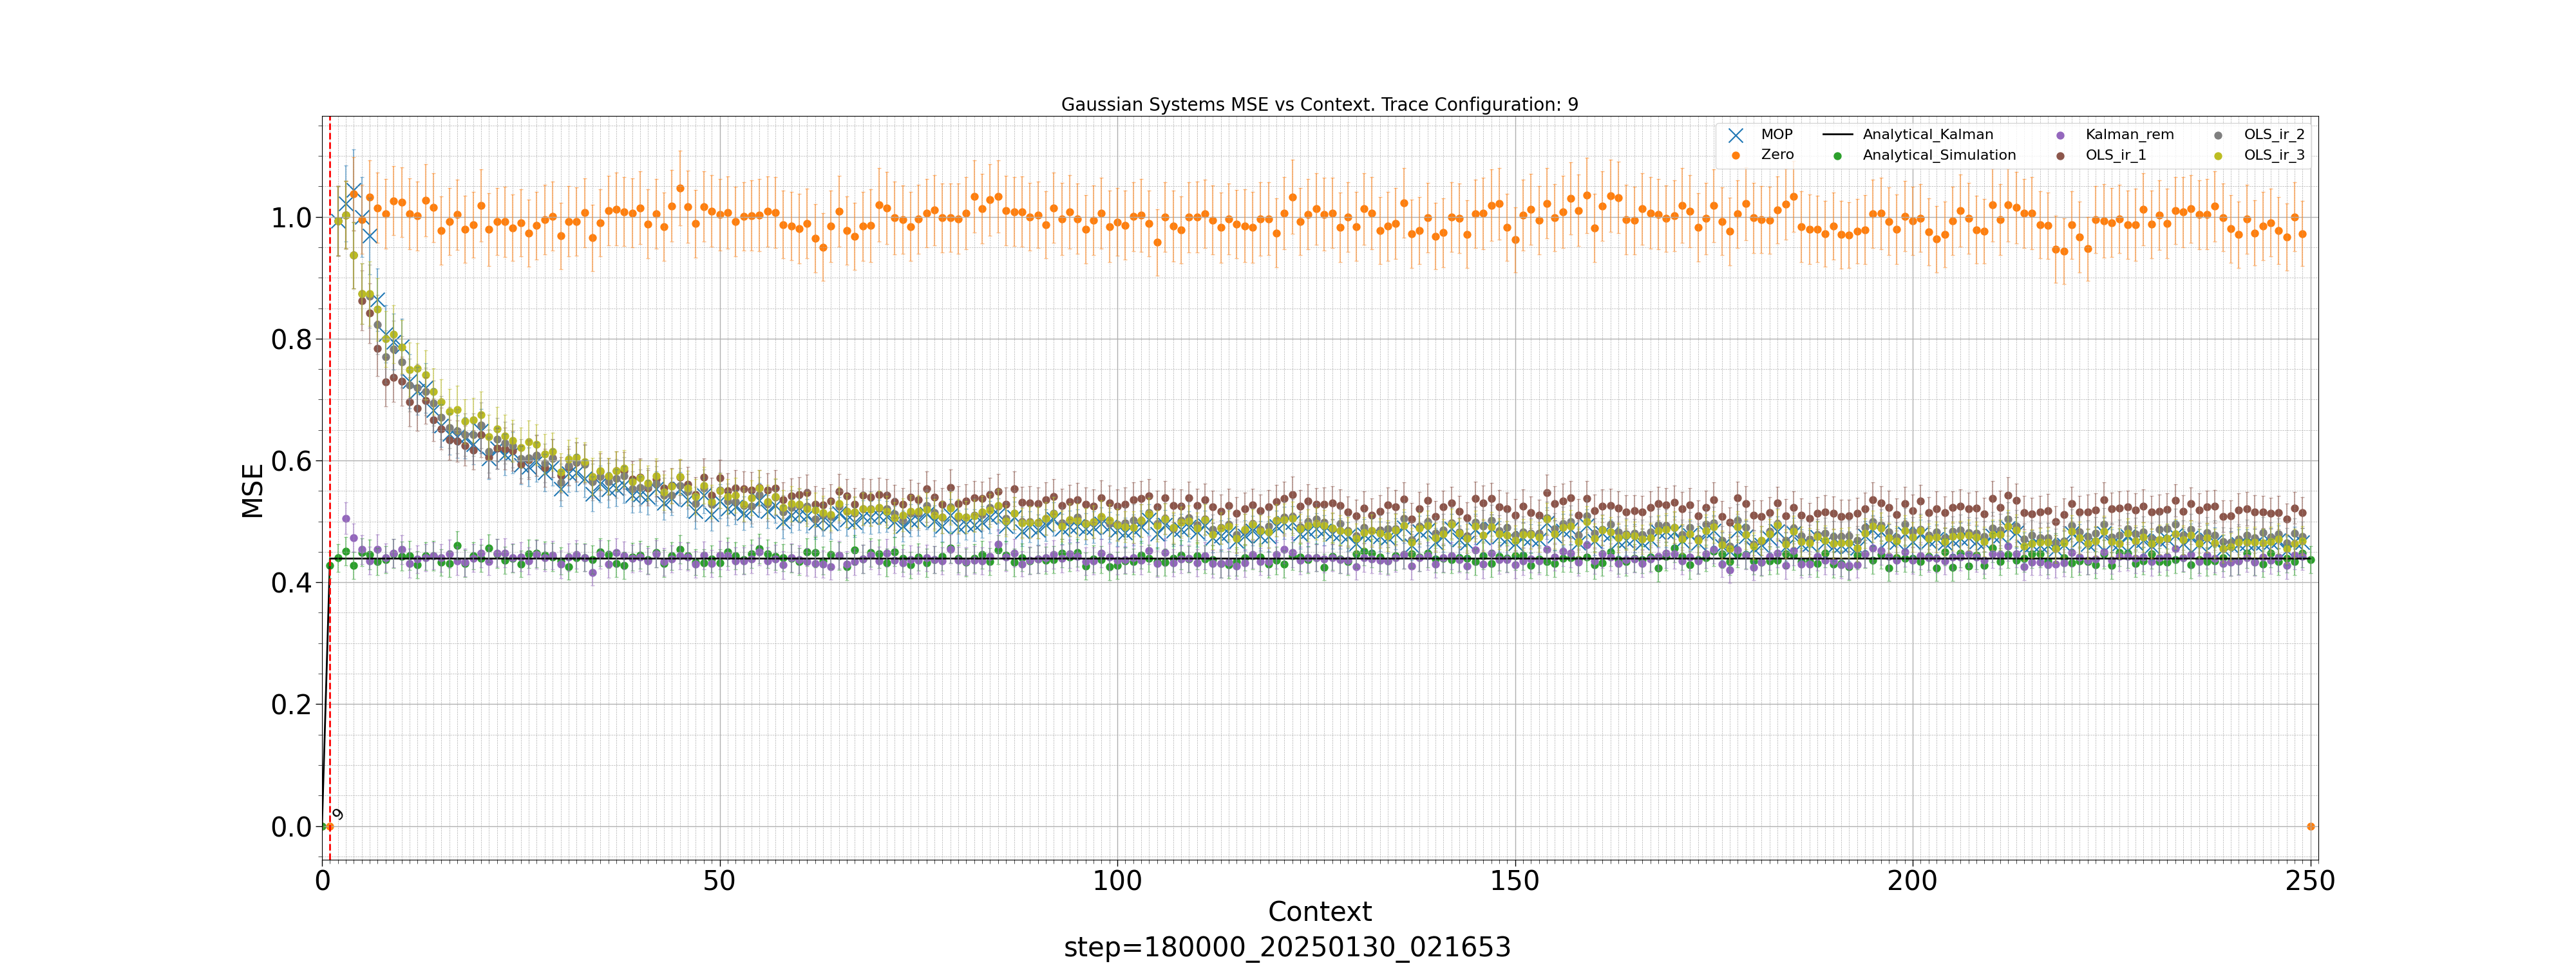 Gaussian Systems MSE vs Context. Trace Configuration: 9
MOP
Zero
Analytical_Kalman
Analytical_Simulation
Kalman_rem
OLS_ir_1
OLS_ir_2
OLS_ir_3
1.0
0.8
0.6
0.4
0.2
0.0
MSE
9
0
50
100
150
200
250
Context
step=180000_20250130_021653